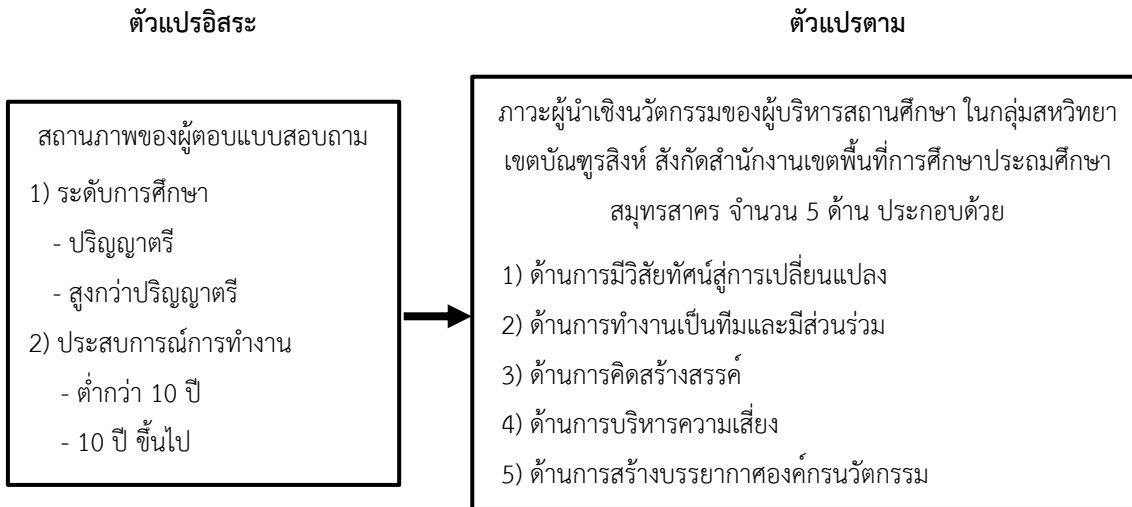 ตัวแปรอิสระ
ตัวแปรตาม
สถานภาพของผู้ตอบแบบสอบถาม
1) ระดับการศึกษา
- ปริญญาตรี
- สูงกว่าปริญญาตรี
2) ประสบการณ์การทำงาน
- ต่ำกว่า 10 ปี
- 10 ปี ขึ้นไป
ภาวะผู้นำเชิงนวัตกรรมของผู้บริหารสถานศึกษา ในกลุ่มสหวิทยา
เขตบัณฑูรสิงห์ สังกัดสำนักงานเขตพื้นที่การศึกษาประถมศึกษา
สมุทรสาคร จำนวน 5 ด้าน ประกอบด้วย
1) ด้านการมีวิสัยทัศน์สู่การเปลี่ยนแปลง
2) ด้านการทำงานเป็นทีมและมีส่วนร่วม
3) ด้านการคิดสร้างสรรค์
4) ด้านการบริหารความเสี่ยง
5) ด้านการสร้างบรรยากาศองค์กรนวัตกรรม